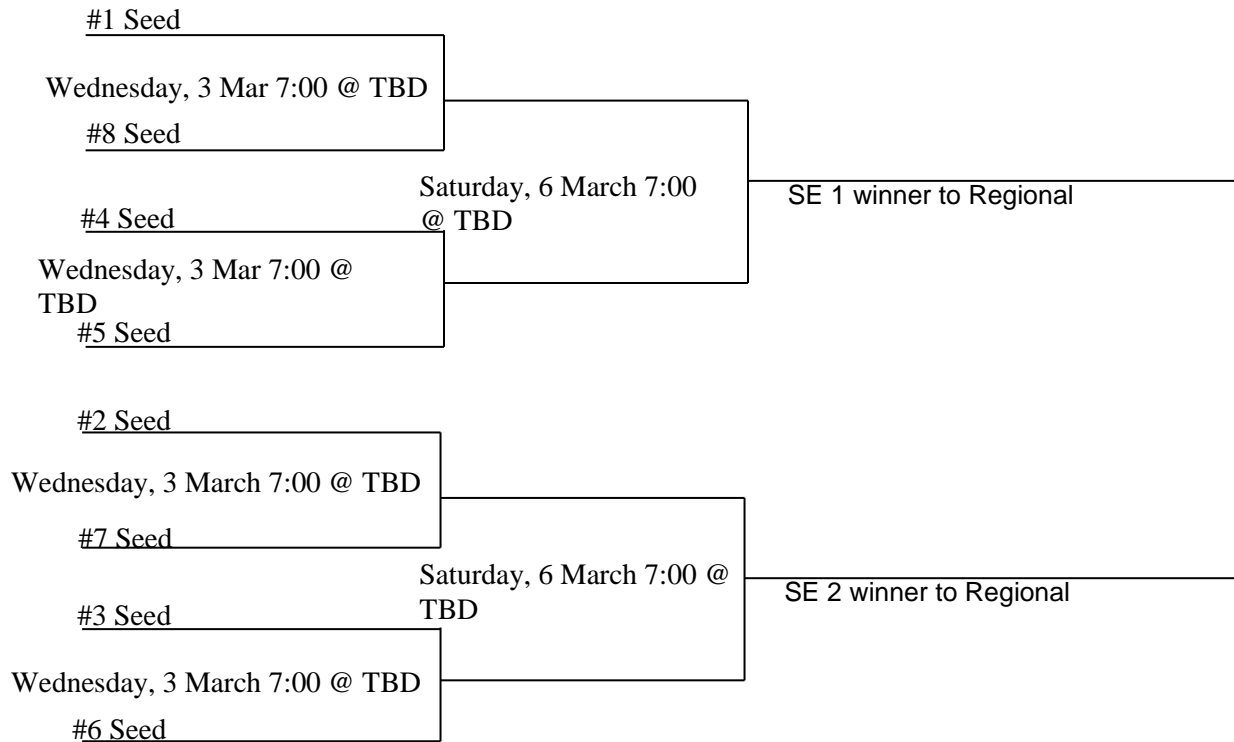 #1 Seed
Wednesday, 3 Mar 7:00 @ TBD
#8 Seed
Saturday, 6 March 7:00
@ TBD
SE 1 winner to Regional
#4 Seed
Wednesday, 3 Mar 7:00 @
TBD
#5 Seed
#2 Seed
Wednesday, 3 March 7:00 @ TBD
#7 Seed
Saturday, 6 March 7:00 @
TBD
SE 2 winner to Regional
#3 Seed
Wednesday, 3 March 7:00 @ TBD
#6 Seed